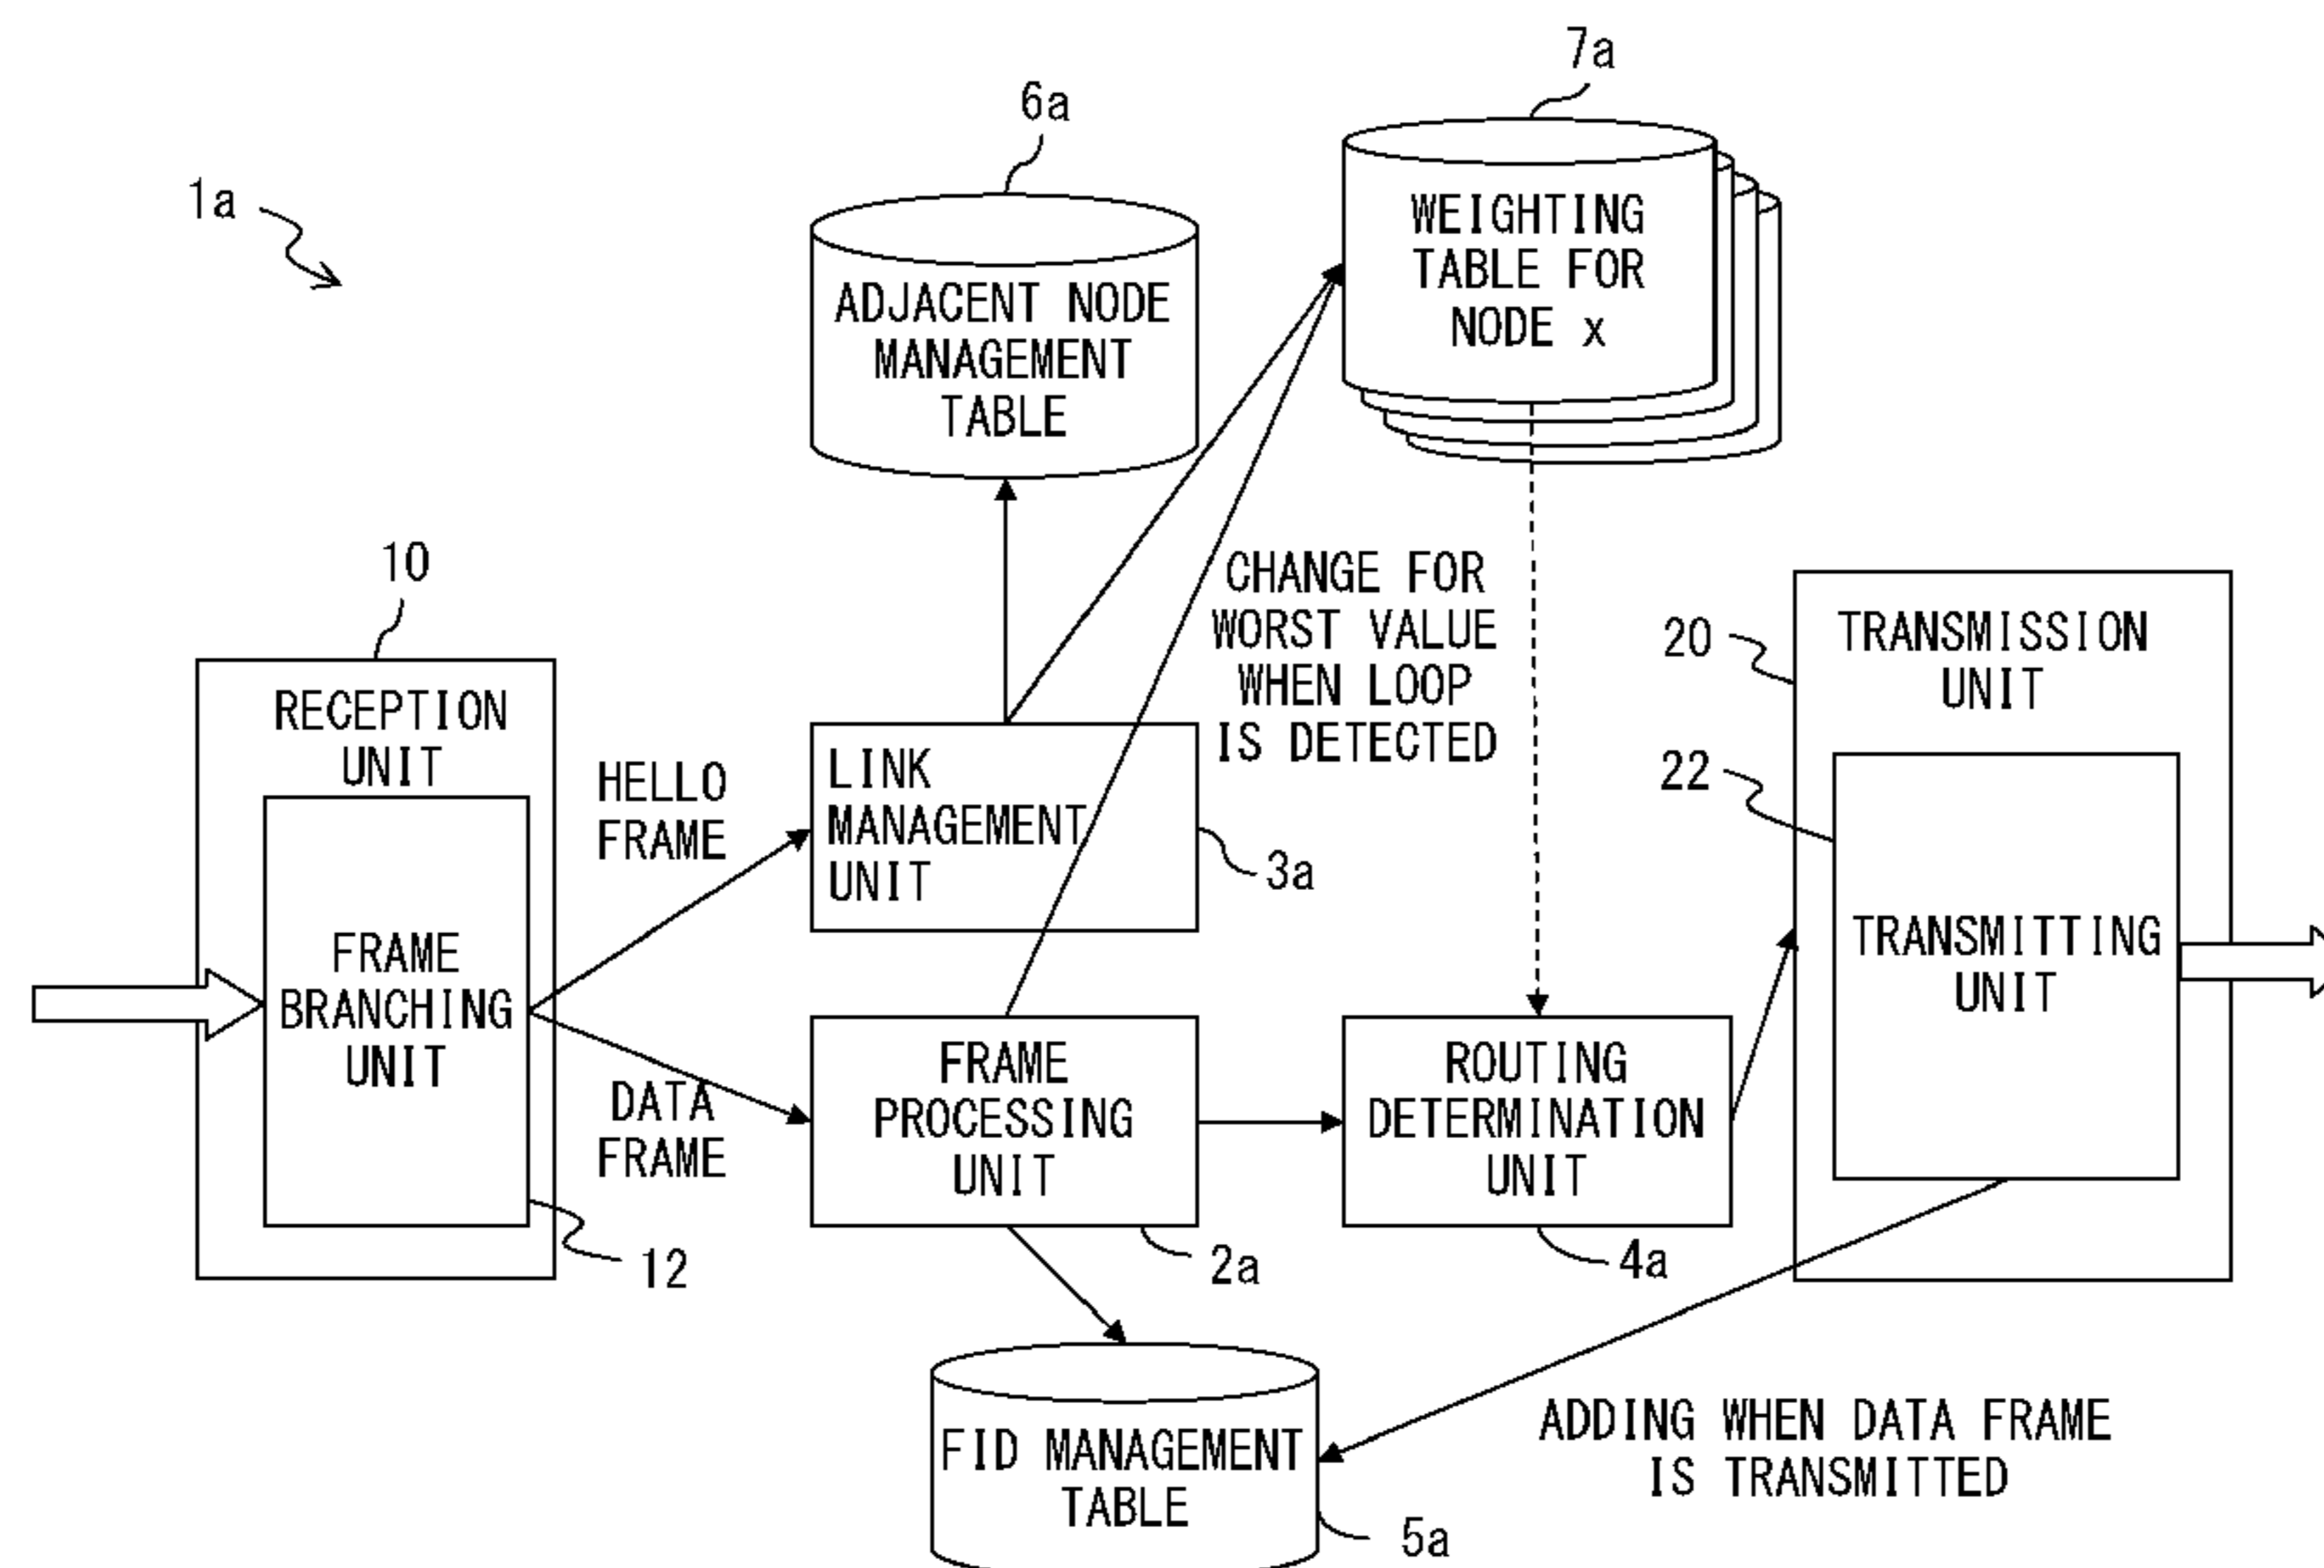 7a
6a
1a
WEIGHTING
TABLE FOR
NODE x
ADJACENT NODE
MANAGEMENT
TABLE
10
CHANGE FOR
WORST VALUE
WHEN LOOP
IS DETECTED
20
TRANSMISSION
UNIT
RECEPTION
UNIT
HELLO
FRAME
LINK
MANAGEMENT
UNIT
3a
22
TRANSMITTING
UNIT
FRAME
BRANCHING
UNIT
DATA
FRAME
FRAME
PROCESSING
UNIT
ROUTING
DETERMINATION
UNIT
12
2a
4a
FID MANAGEMENT
TABLE
ADDING WHEN DATA FRAME
IS TRANSMITTED
5a